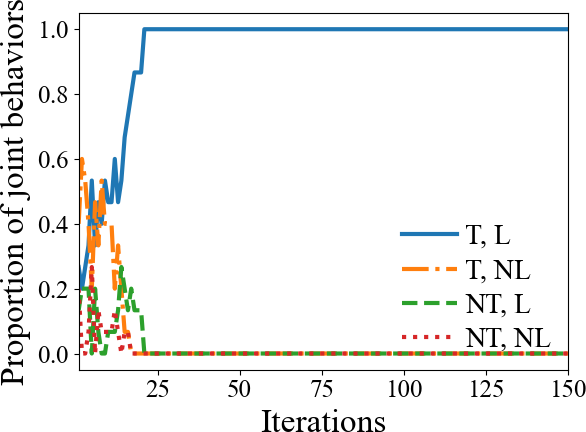 Proportion of joint behaviors
1.0
0.8
0.6
0.4
0.2
0.0
T, L
T, NL
NT, L
NT, NL
25 50 75 100 125 150
Iterations